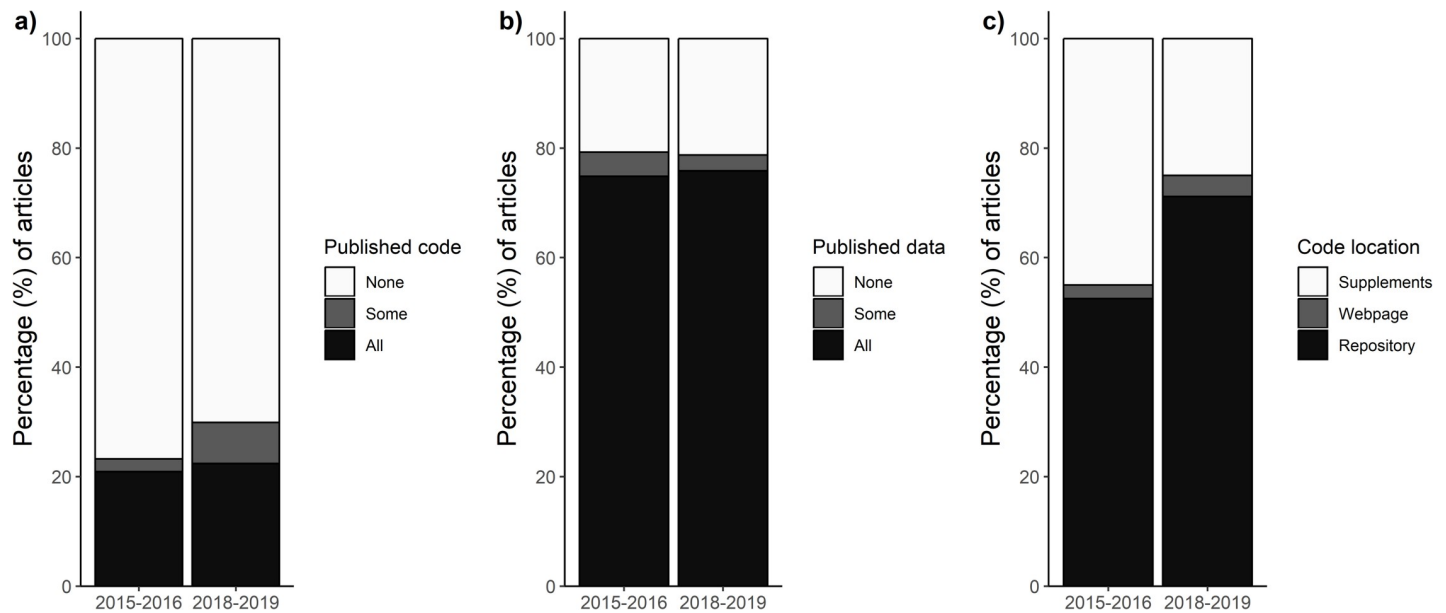 a)
Percentage (%) of articles
100
80
60
40
20
0
2015-2016 2018-2019
Published code
None
Some
All
b)
Percentage (%) of articles
100
80
60
40
20
0
2015-2016 2018-2019
Published data
None
Some
All
c)
Percentage (%) of articles
100
80
60
40
20
0
2015-2016 2018-2019
Code location
Supplements
Webpage
Repository